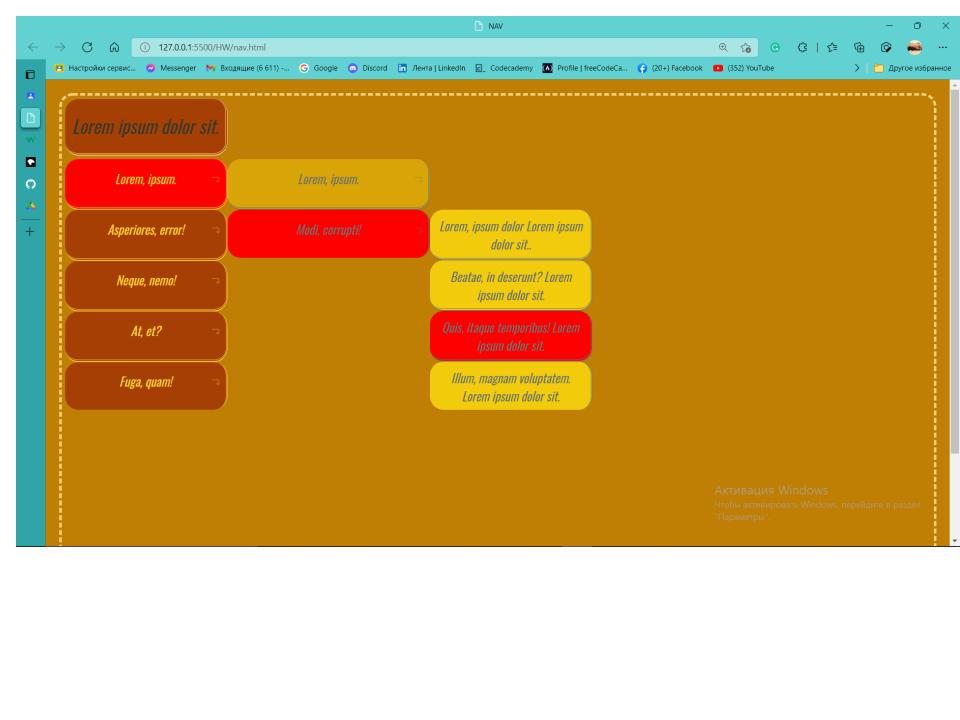 NAV
127.0.0.1:5500/HW/nav.html
Настройки сервис... Messenger Входящие (6 611) –... Google Discord Лента | LinkedIn Codecademy Profile | freeCodeCa... (20+) Facebook (352) YouTube Другое избранное
Lorem ipsum dolor sit.
Lorem, ipsum. Lorem, ipsum.
Asperiores, error! Modi, corrupti! Lorem, ipsum dolor Lorem ipsum
dolor sit..
Neque, nemo! Beatae, in deserunt? Lorem
ipsum dolor sit.
At, et? Quis, itaque temporibus! Lorem
ipsum dolor sit.
Fuga, quam! Illum, magnam voluptatem.
Lorem ipsum dolor sit.
Активация Windows
Чтобы активировать Windows, перейдите в раздел
"Параметры".